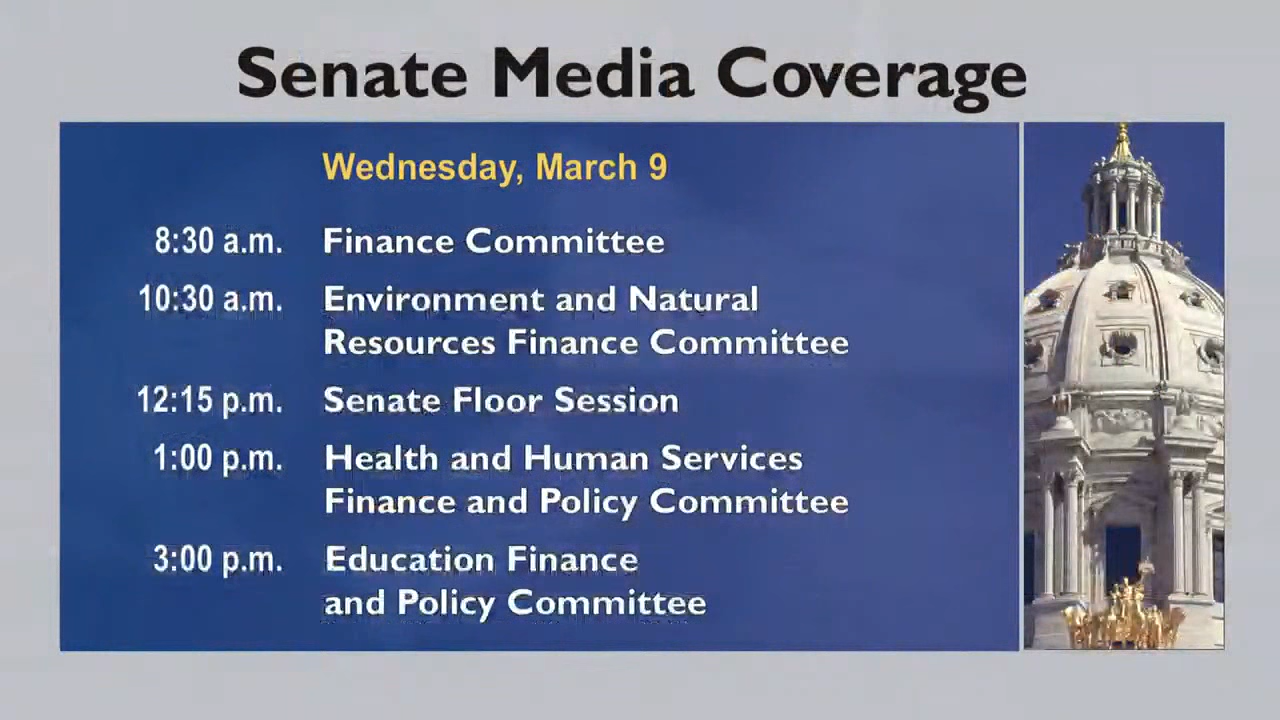 Senate Media Coverage
Wednesday, March 9
8:30 a.m. Finance Committee
10:30 a.m. Environment and Natural
Resources Finance Committee
12:15 p.m. Senate Floor Session
1:00 p.m. Health and Human Services
Finance and Policy Committee
3:00 p.m. Education Finance
and Policy Committee